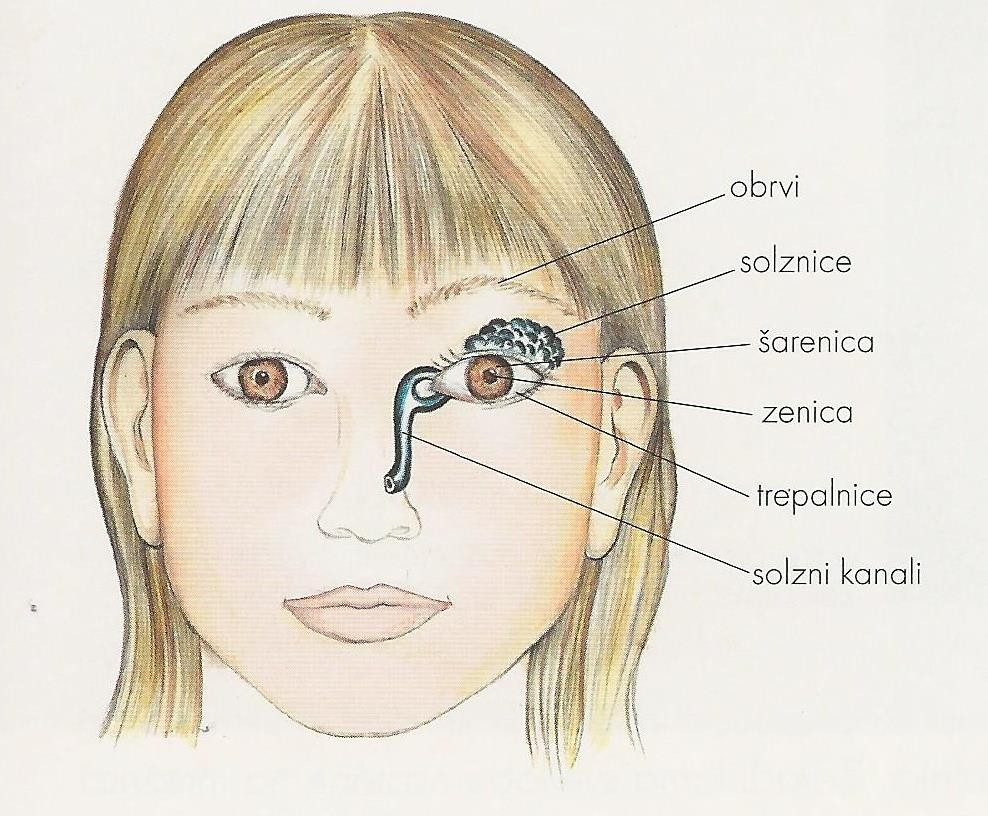 obrvi
solznice
šarenica
zenica
trepalnice
solzni kanali